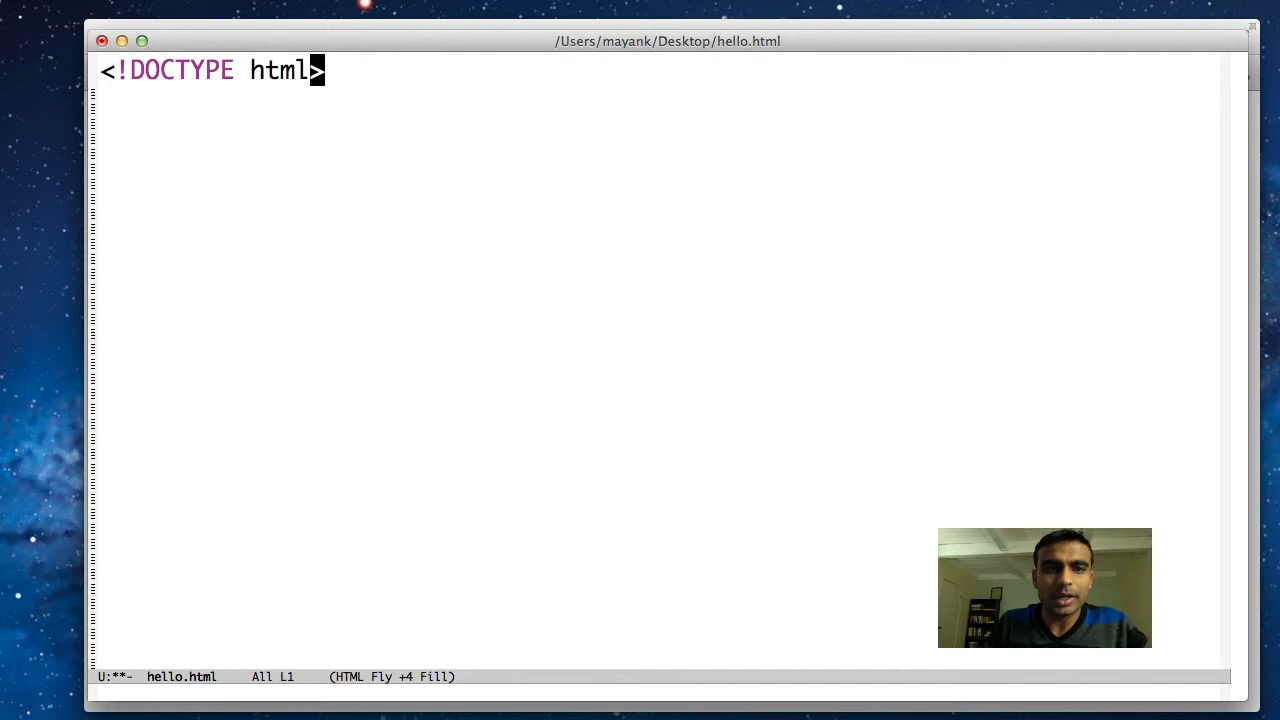 /Users/mayank/Desktop/hello.html
<!DOCTYPE html>
U:**-  hello.html     All L1     (HTML Fly +4 Fill)